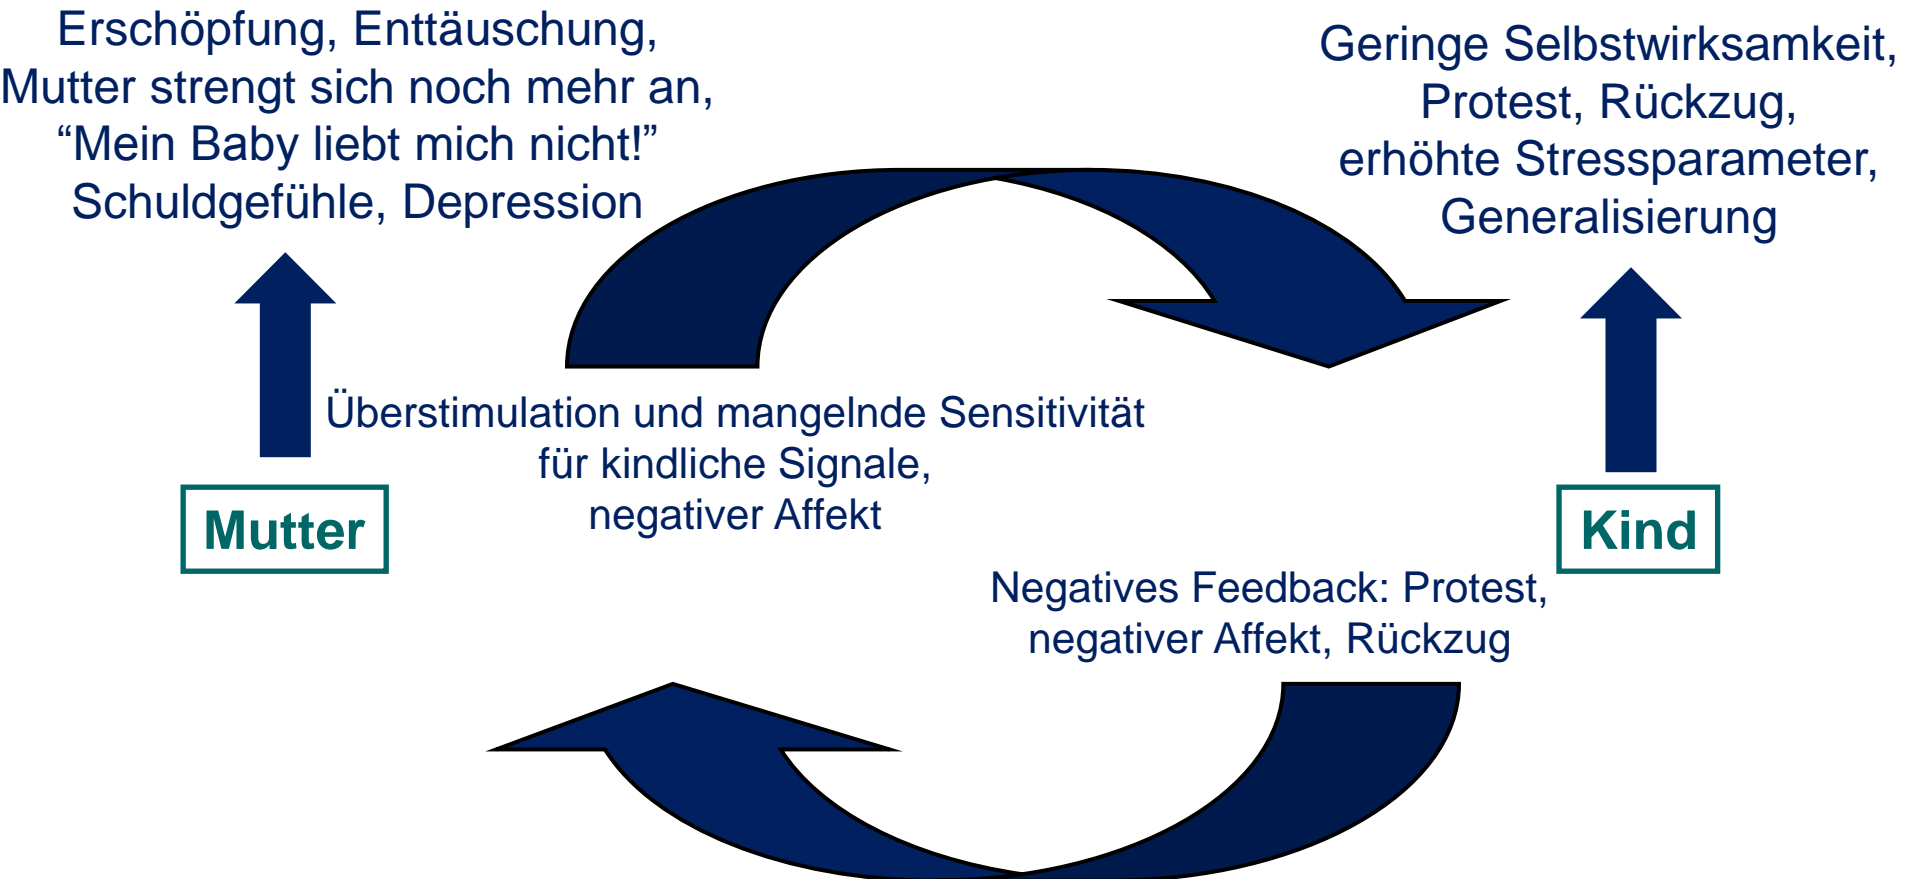 Erschöpfung, Enttäuschung,
Mutter strengt sich noch mehr an,
“Mein Baby liebt mich nicht!”
Schuldgefühle, Depression
Geringe Selbstwirksamkeit,
Protest, Rückzug,
erhöhte Stressparameter,
Generalisierung
Überstimulation und mangelnde Sensitivität
für kindliche Signale,
negativer Affekt
Mutter
Kind
Negatives Feedback: Protest,
negativer Affekt, Rückzug